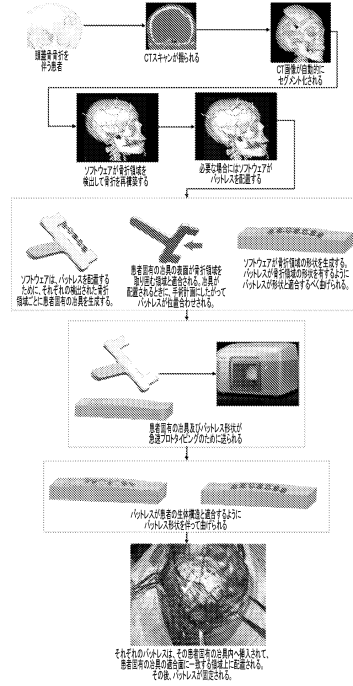 頭蓋骨骨折を
伴う患者
CTスキャンが撮られる
CT画像が自動的に
セグメント化される
ソフトウェアが骨折領域を
検出して骨折を再構築する
必要な場合にはソフトウェアが
バットレスを配置する
ソフトウェアは、バットレスを配置する
ために、それぞれの検出された骨折
領域ごとに患者固有の冶具を生成する。
患者固有の冶具の表面が骨折領域を
取り囲む領域と適合される。冶具が
配置されるときに、手術計画にしたがって
バットレスが位置合わせされる。
ソフトウェアが骨折領域の形状を生成する。
バットレスが骨折領域の形状を有するように
バットレスが形状と適合するべく曲げられる。
患者固有の冶具及びバットレス形状が
急速プロトタイピングのために送られる
バットレスが患者の生体構造と適合するように
バットレス形状を伴って曲げられる
それぞれのバットレスは、その患者固有の冶具内へ挿入されて、
患者固有の冶具の適合面に一致する領域上に配置される。
その後、バットレスが固定される。